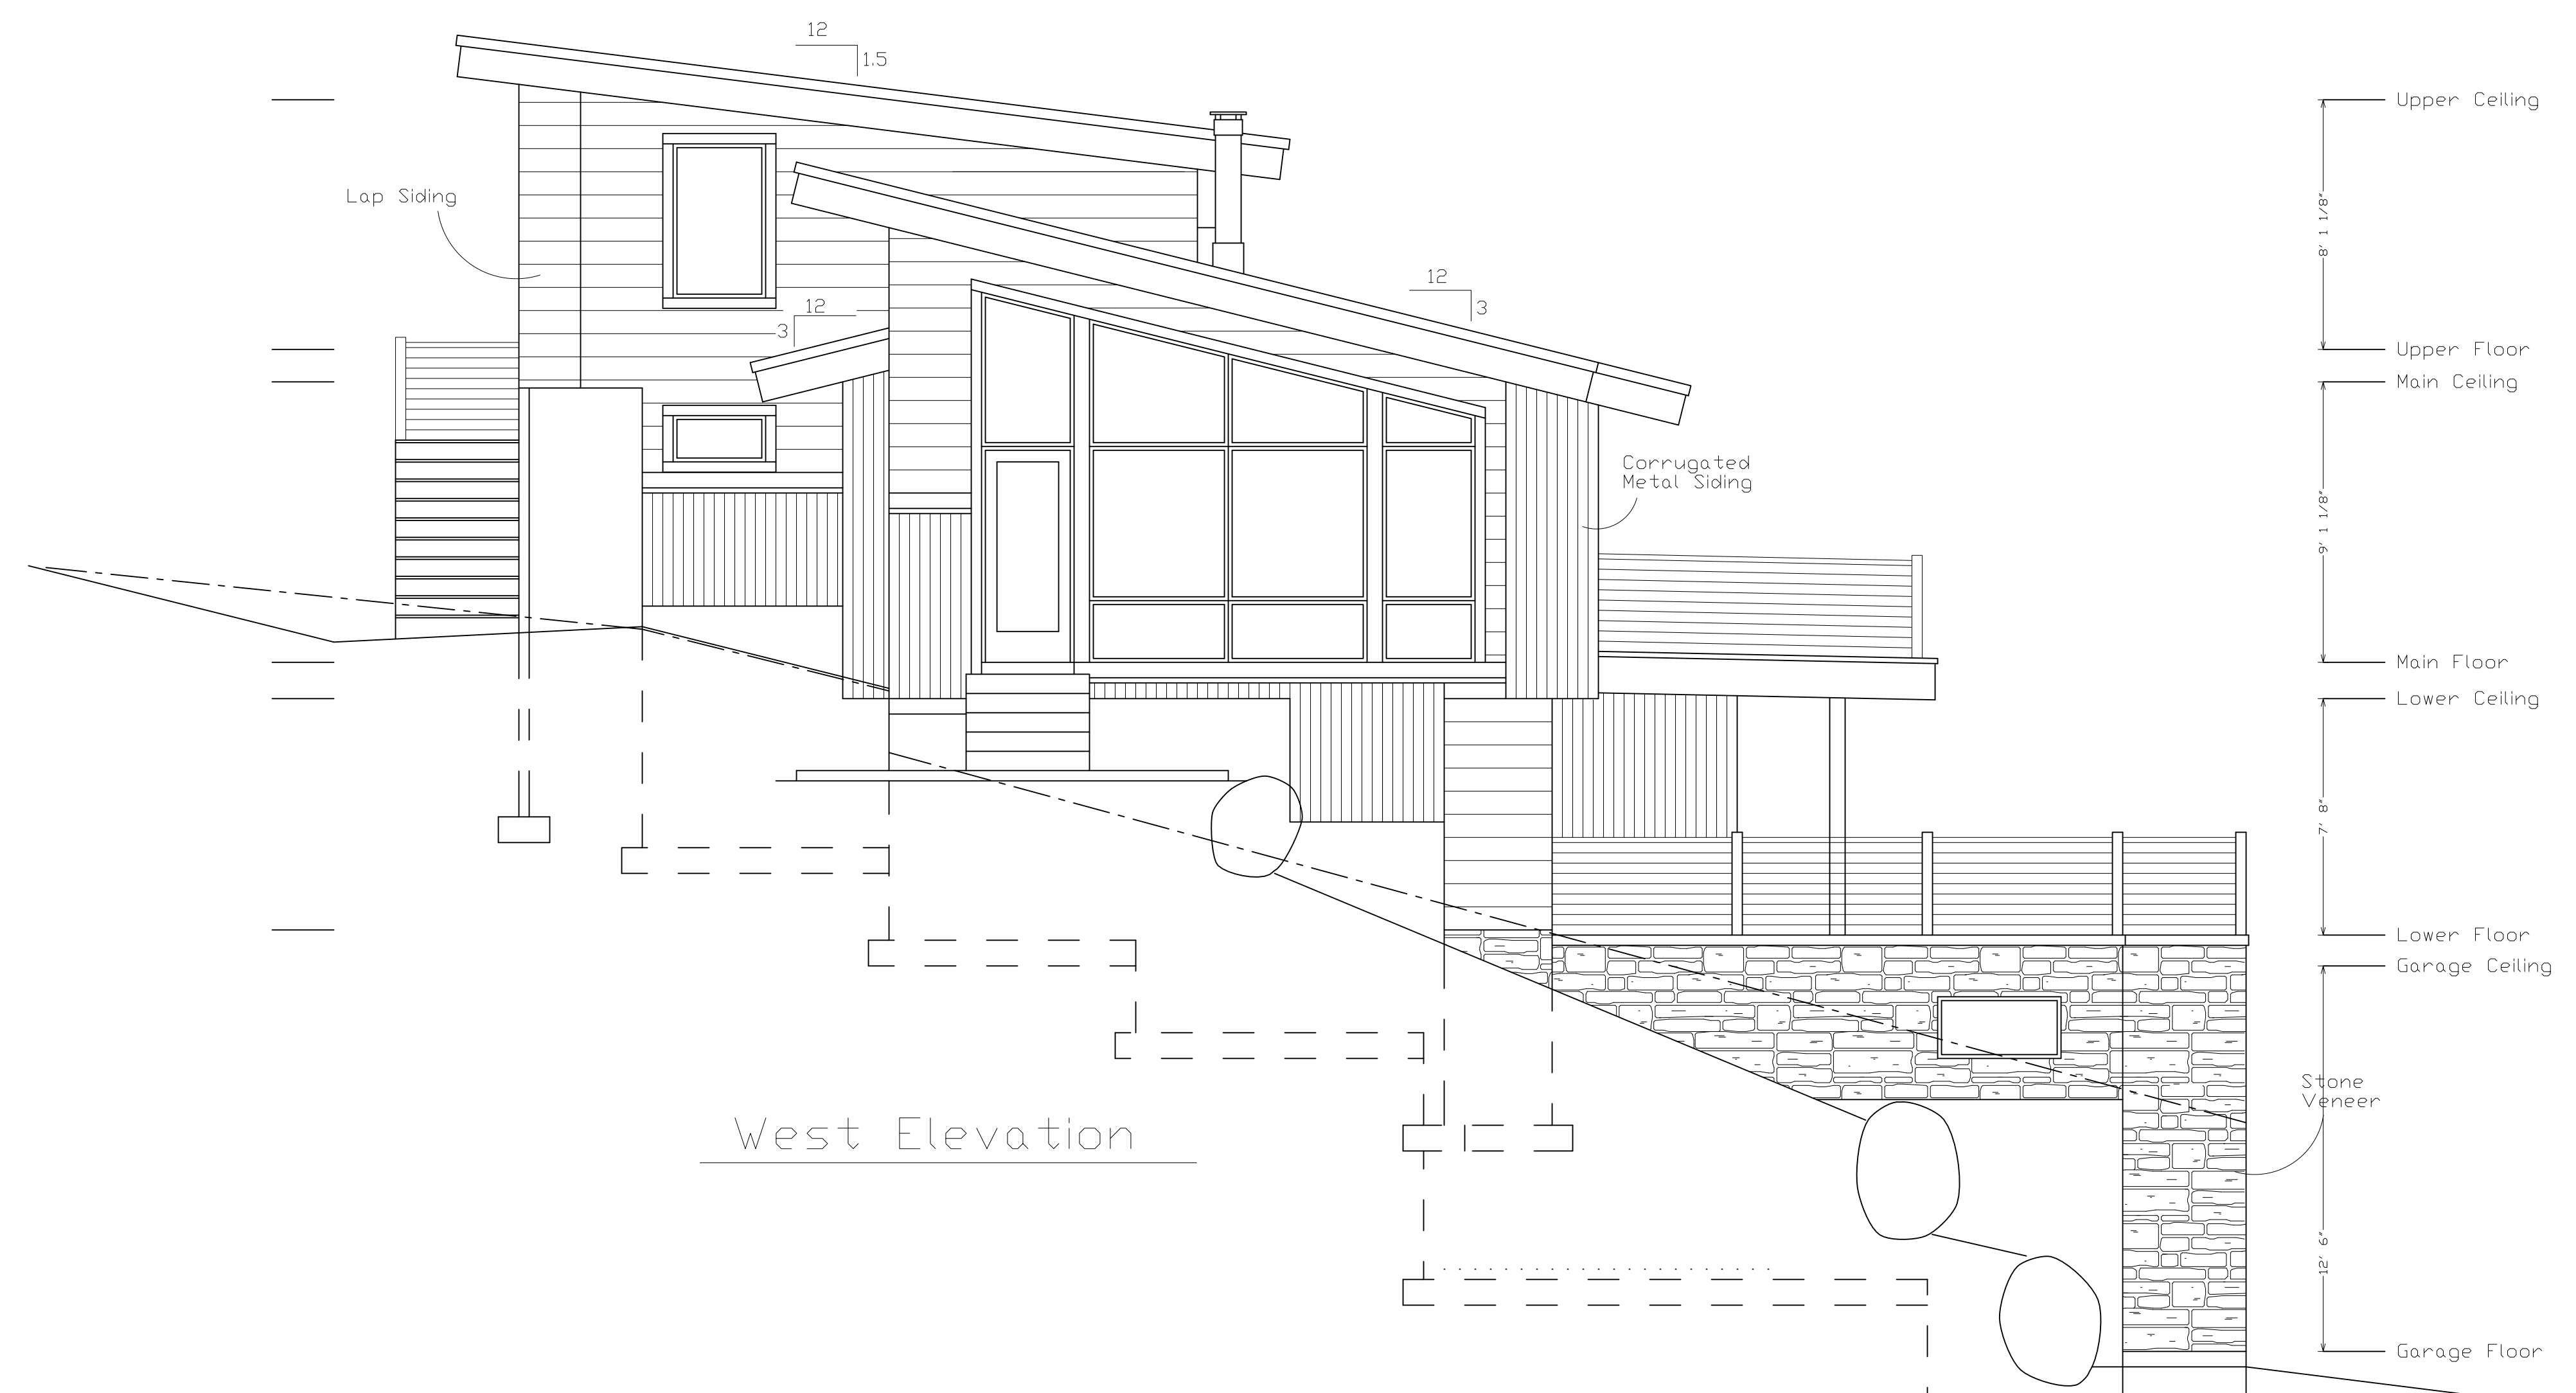 12
1.5
Upper Ceiling
Lap Siding
8' 1 1/8"
12
3
12
3
Upper Floor
Main Ceiling
Corrugated
Metal Siding
9' 1 1/8"
Main Floor
Lower Ceiling
7' 8"
Lower Floor
Garage Ceiling
Stone
Veneer
West Elevation
12' 6"
Garage Floor